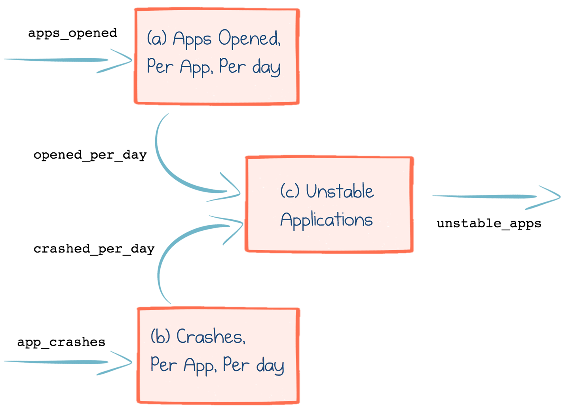 apps_opened
(a) Apps Opened,
Per App, Per day
opened_per_day
(c) Unstable
Applications
unstable_apps
crashed_per_day
app_crashes
(b) Crashes,
Per App, Per day